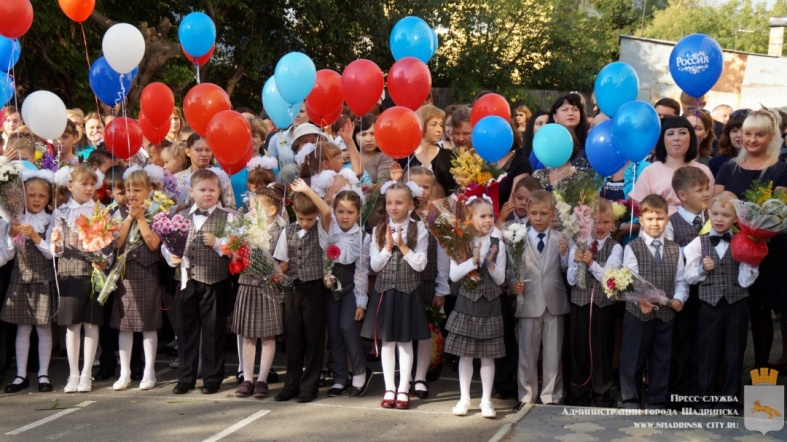 Россия
Пресс-служба
Администрации города Шадринска
www.shadrinsk-city.ru